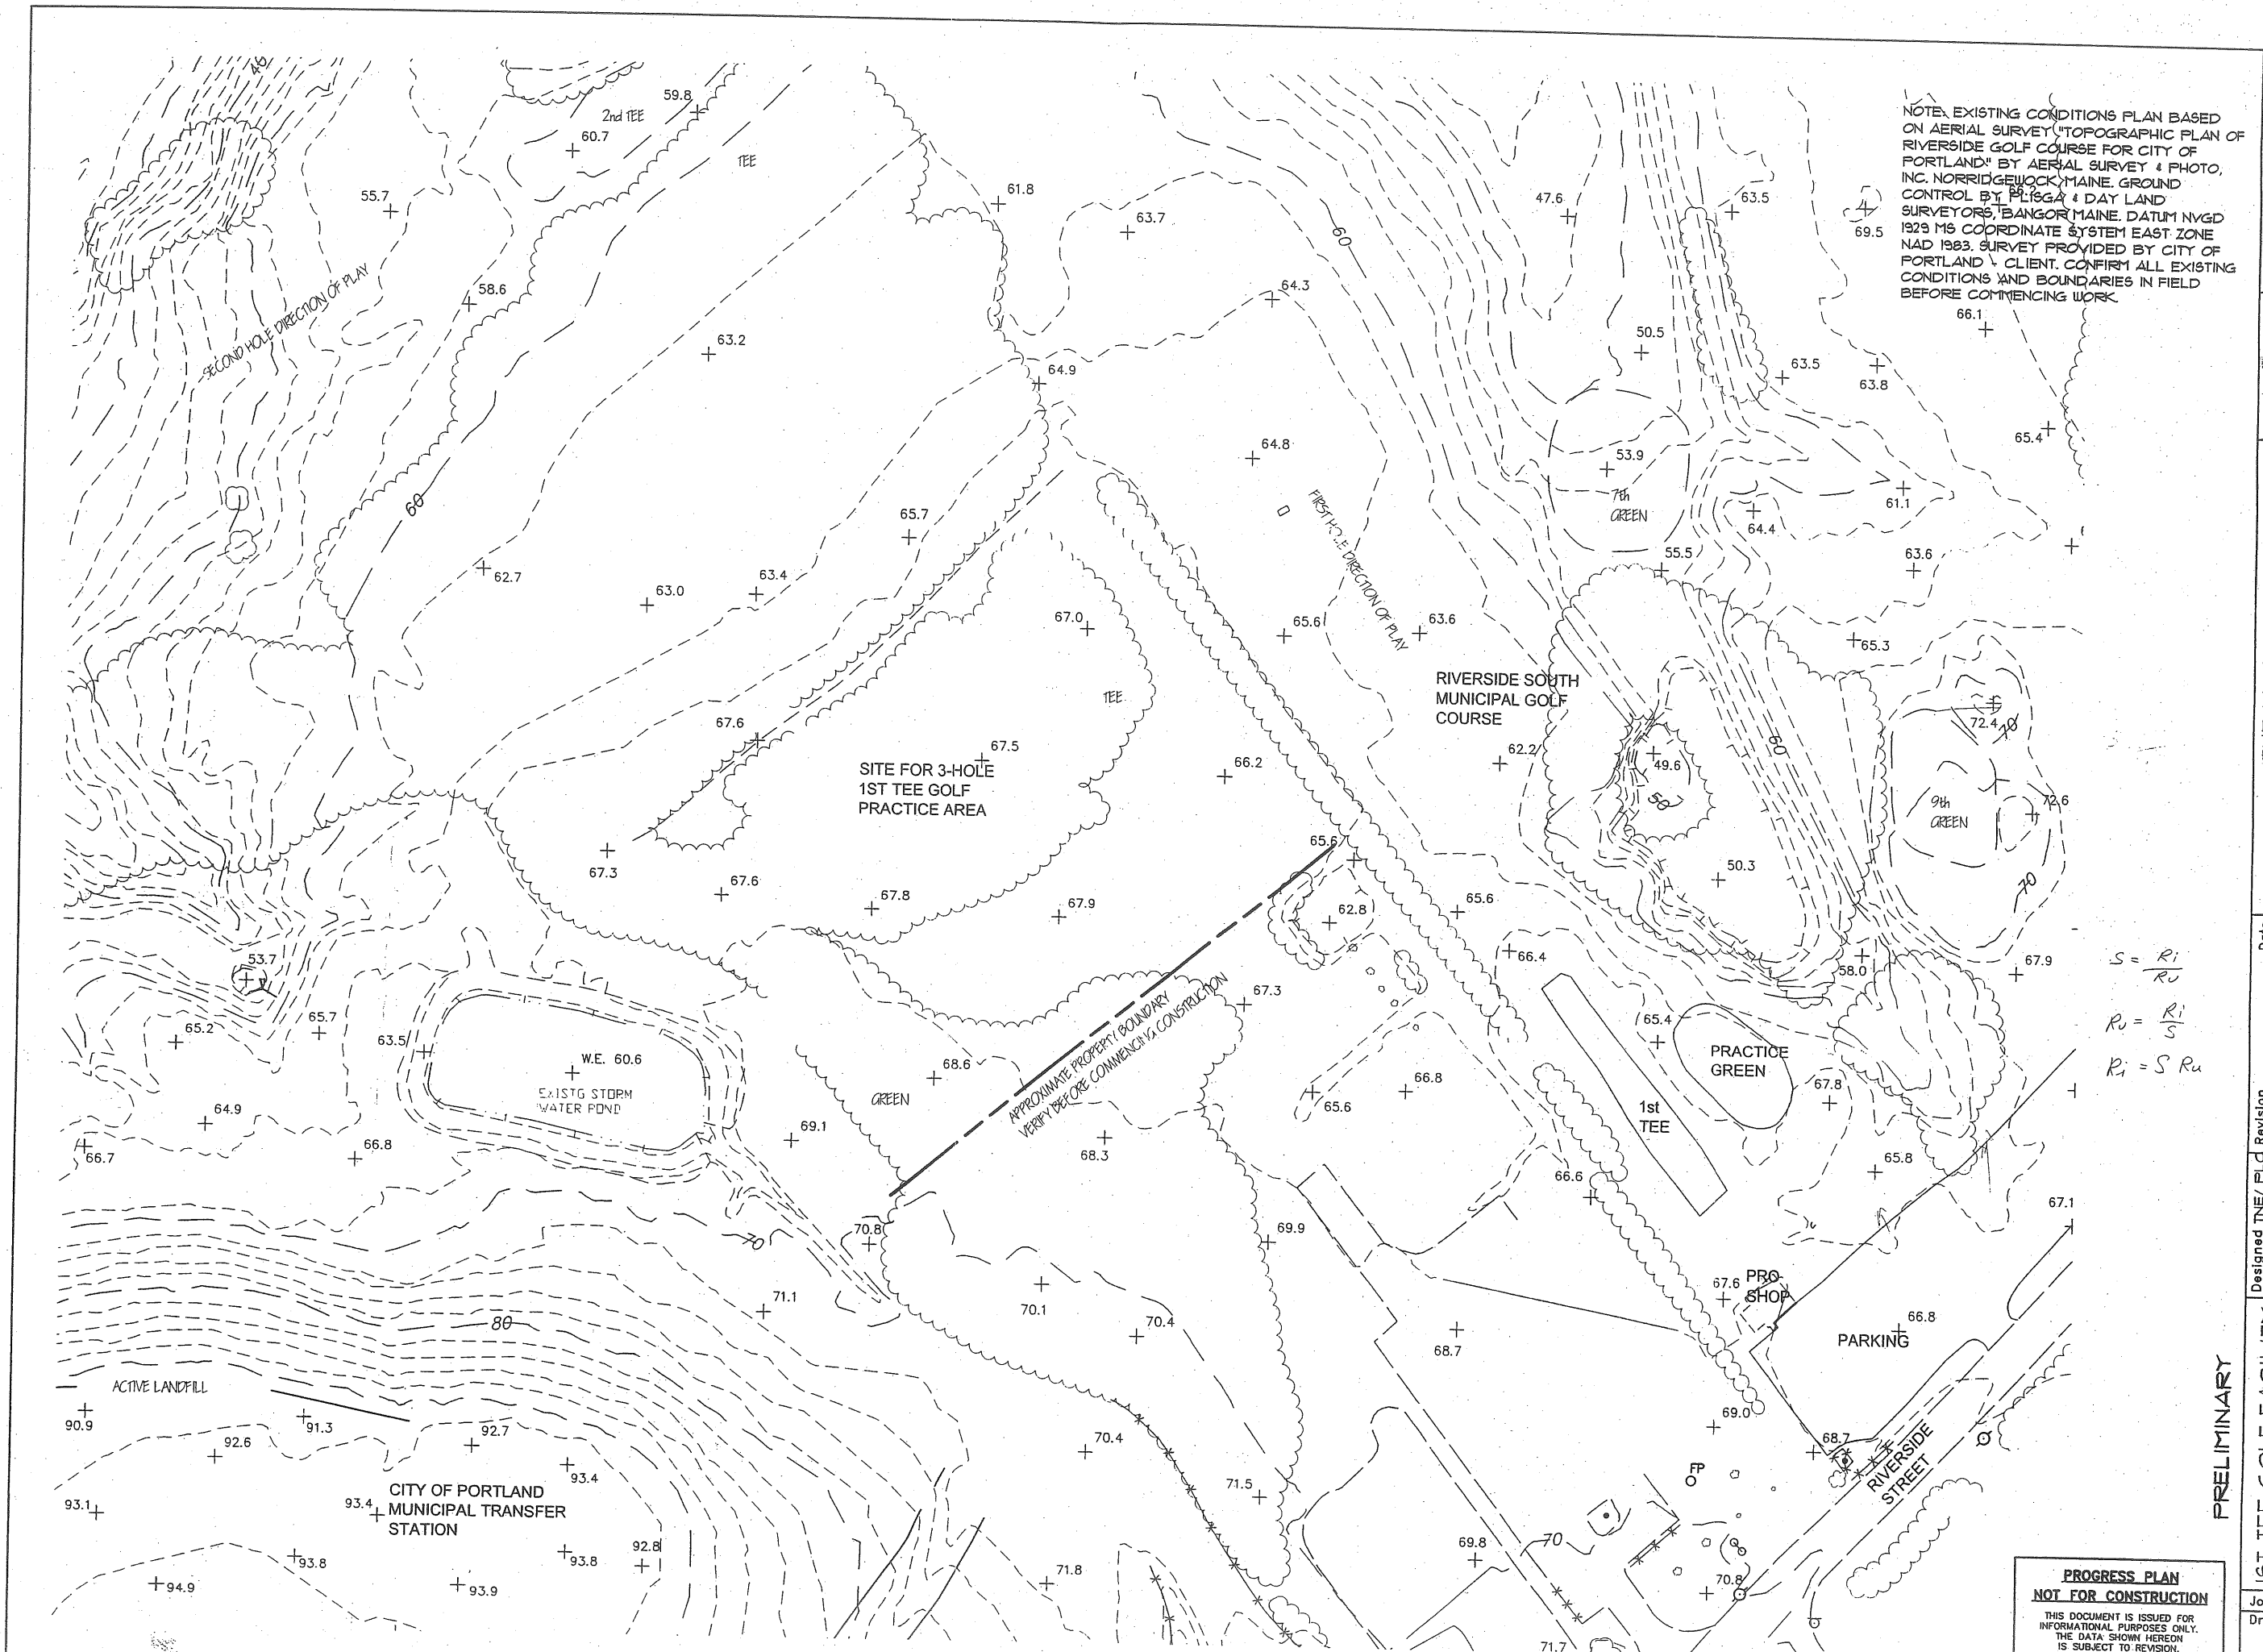 46
59.8
2nd TEE
60.7
TEE
55.7
61.8
63.7
47.6
63.5
69.5
66.2
NOTE: EXISTING CONDITIONS PLAN BASED
ON AERIAL SURVEY "TOPOGRAPHIC PLAN OF
RIVERSIDE GOLF COURSE FOR CITY OF
PORTLAND" BY AERIAL SURVEY & PHOTO,
INC. NORRIDGEWOCK, MAINE. GROUND
CONTROL BY PLISGA & DAY LAND
SURVEYORS, BANGOR MAINE. DATUM NVGD
1929 MS COORDINATE SYSTEM EAST ZONE
NAD 1983. SURVEY PROVIDED BY CITY OF
PORTLAND - CLIENT. CONFIRM ALL EXISTING
CONDITIONS AND BOUNDARIES IN FIELD
BEFORE COMMENCING WORK.
60
SECOND HOLE DIRECTION OF PLAY
58.6
64.3
63.2
50.5
66.1
64.9
63.5
63.8
64.8
53.9
65.4
60
7th
GREEN
61.1
64.4
65.7
FIRST HOLE DIRECTION OF PLAY
62.7
63.0
63.4
55.5
63.6
67.0
65.6
63.6
65.3
TEE
RIVERSIDE SOUTH
MUNICIPAL GOLF
COURSE
67.6
67.5
66.2
62.2
49.6
50
60
72.4
70
SITE FOR 3-HOLE
1ST TEE GOLF
PRACTICE AREA
9th
GREEN
72.6
67.3
67.6
67.8
67.9
65.6
62.8
65.6
50.3
70
53.7
66.4
58.0
67.9
S = Ri
Ru
Ru = Ri
S
Ri = S Ru
65.2
65.7
63.5
W.E. 60.6
EXISTG STORM
WATER POND
67.3
65.4
PRACTICE
GREEN
APPROXIMATE PROPERTY BOUNDARY
VERIFY BEFORE COMMENCING CONSTRUCTION
68.6
GREEN
66.8
65.6
67.8
1st
TEE
64.9
66.7
66.8
69.1
68.3
66.6
65.8
67.1
70
70.8
69.9
80
71.1
70.1
70.4
68.7
67.6
PRO-
SHOP
66.8
PARKING
ACTIVE LANDFILL
90.9
92.6
91.3
92.7
70.4
69.0
68.7
RIVERSIDE
STREET
93.4
93.1
93.4
CITY OF PORTLAND
MUNICIPAL TRANSFER
STATION
71.5
FP
93.8
93.8
92.8
94.9
93.9
71.8
69.8
70
70.8
71.7
PRELIMINARY
PROGRESS PLAN
NOT FOR CONSTRUCTION
THIS DOCUMENT IS ISSUED FOR
INFORMATIONAL PURPOSES ONLY.
THE DATA SHOWN HEREON
IS SUBJECT TO REVISION.
Revision
Designed TNE/ PLC